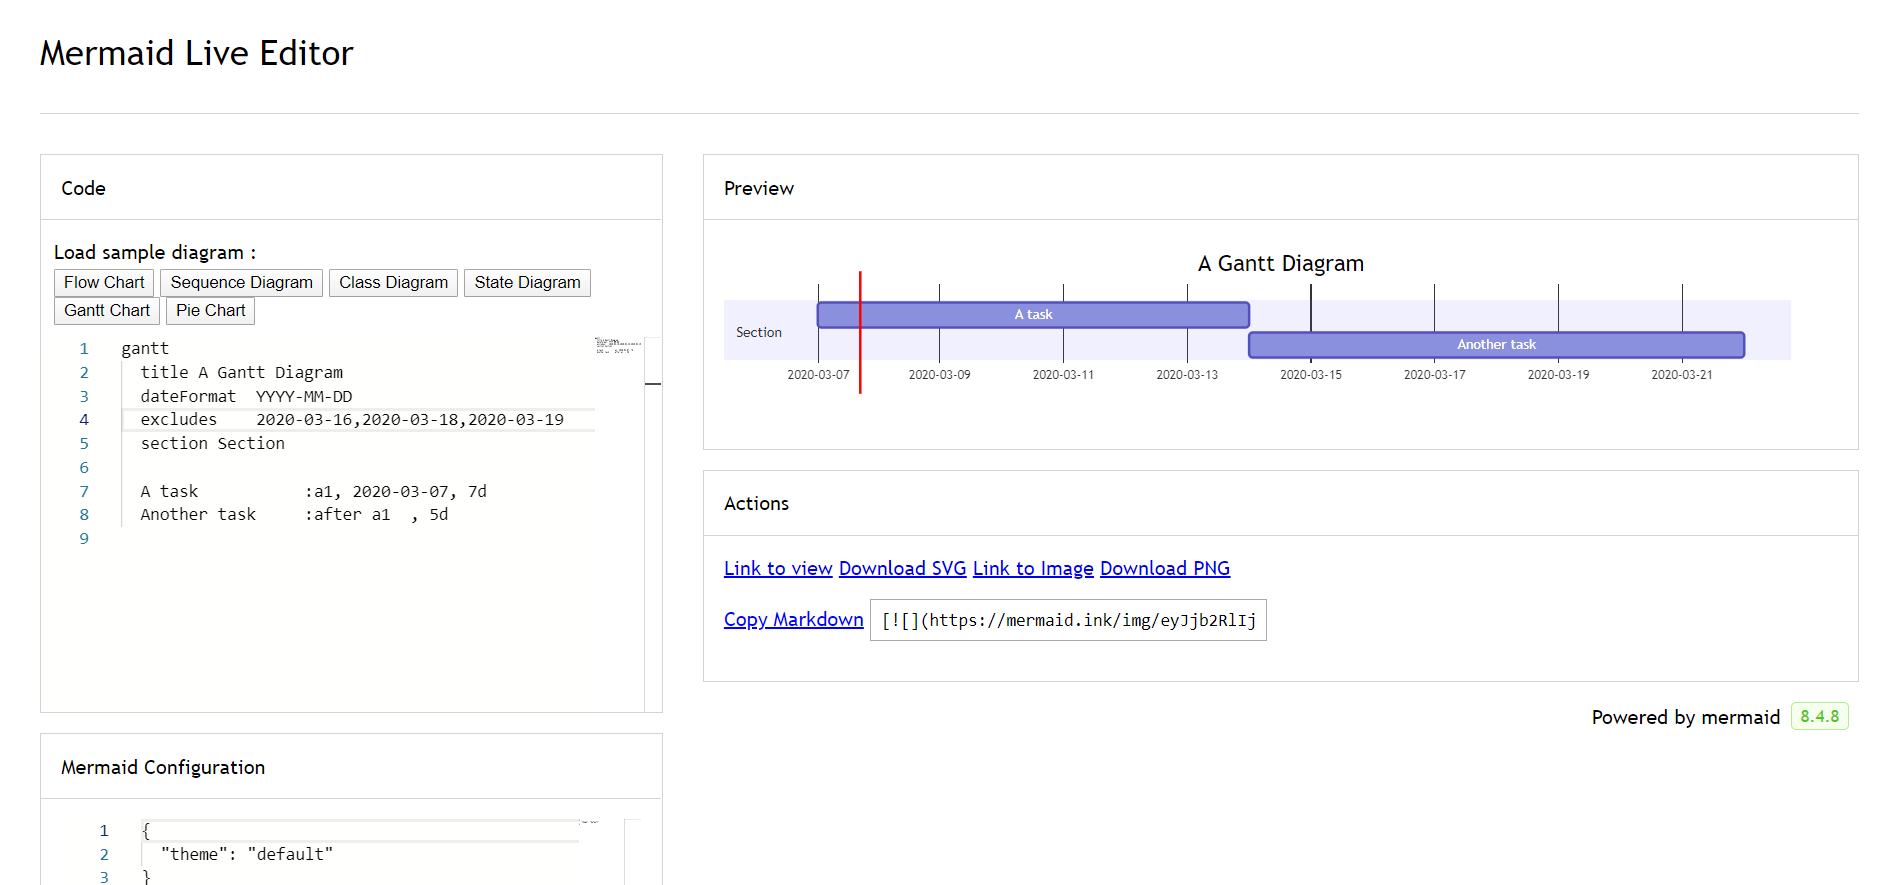 Mermaid Live Editor
Code
Load sample diagram :
Flow Chart Sequence Diagram Class Diagram State Diagram
Gantt Chart Pie Chart
1 gantt
2 title A Gantt Diagram
3 dateFormat  YYYY-MM-DD
4 excludes    2020-03-16,2020-03-18,2020-03-19
5 section Section
6
7 A task           :a1, 2020-03-07, 7d
8 Another task     :after a1  , 5d
9
Mermaid Configuration
1 {
2 "theme": "default"
3 }
Preview
A Gantt Diagram
A task
Section
Another task
2020-03-07 2020-03-09 2020-03-11 2020-03-13 2020-03-15 2020-03-17 2020-03-19 2020-03-21
Actions
Link to view Download SVG Link to Image Download PNG
Copy Markdown [![](https://mermaid.ink/img/eyJjb2RlIj
Powered by mermaid 8.4.8